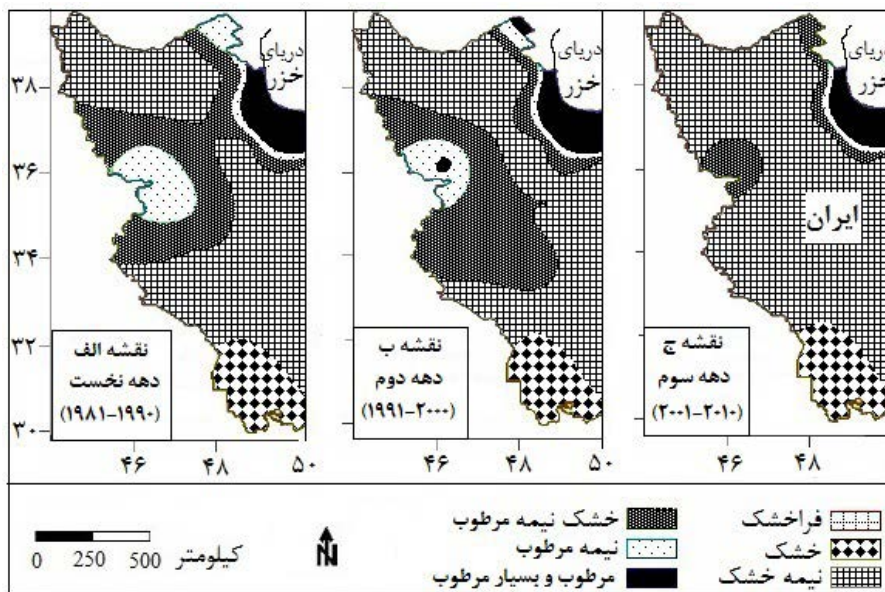 دریای
خزر
دریای
خزر
دریای
خزر
ایران
۳۸
۳۶
۳۴
۳۲
۳۰
نقشه الف
دهه نخست
(۱۹۸۱-۱۹۹۰)
نقشه ب
دهه دوم
(۱۹۹۱-۲۰۰۰)
نقشه ج
دهه سوم
(۲۰۰۱-۲۰۱۰)
۴۶ ۴۸ ۵۰
۴۶ ۴۸ ۵۰
۴۶ ۴۸
فراخشک
خشک
نیمه خشک
خشک نیمه مرطوب
نیمه مرطوب
مرطوب و بسیار مرطوب
N
0 250 500 کیلومتر